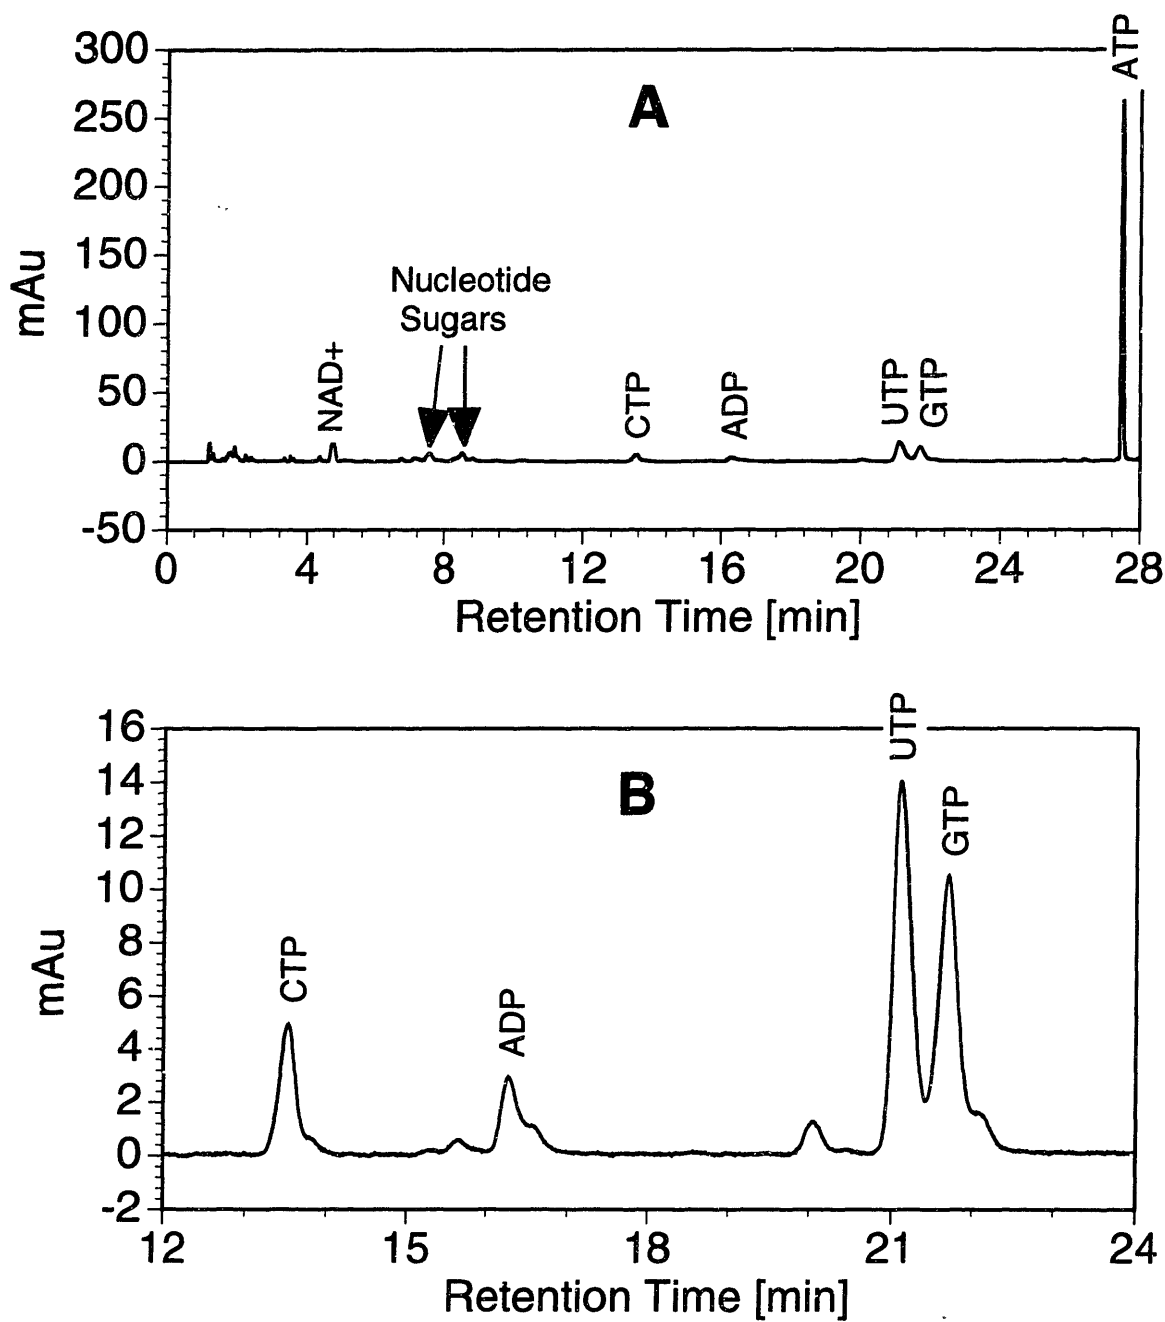 ATP
300
A
250
200
mAu
150
Nucleotide
Sugars
100
NAD+
CTP
ADP
UTP
GTP
50
0
-50
0 4 8 12 16 20 24 28
Retention Time [min]
16
UTP
B
14
GTP
12
10
mAu
8
CTP
6
ADP
4
2
0
-2
12 15 18 21 24
Retention Time [min]